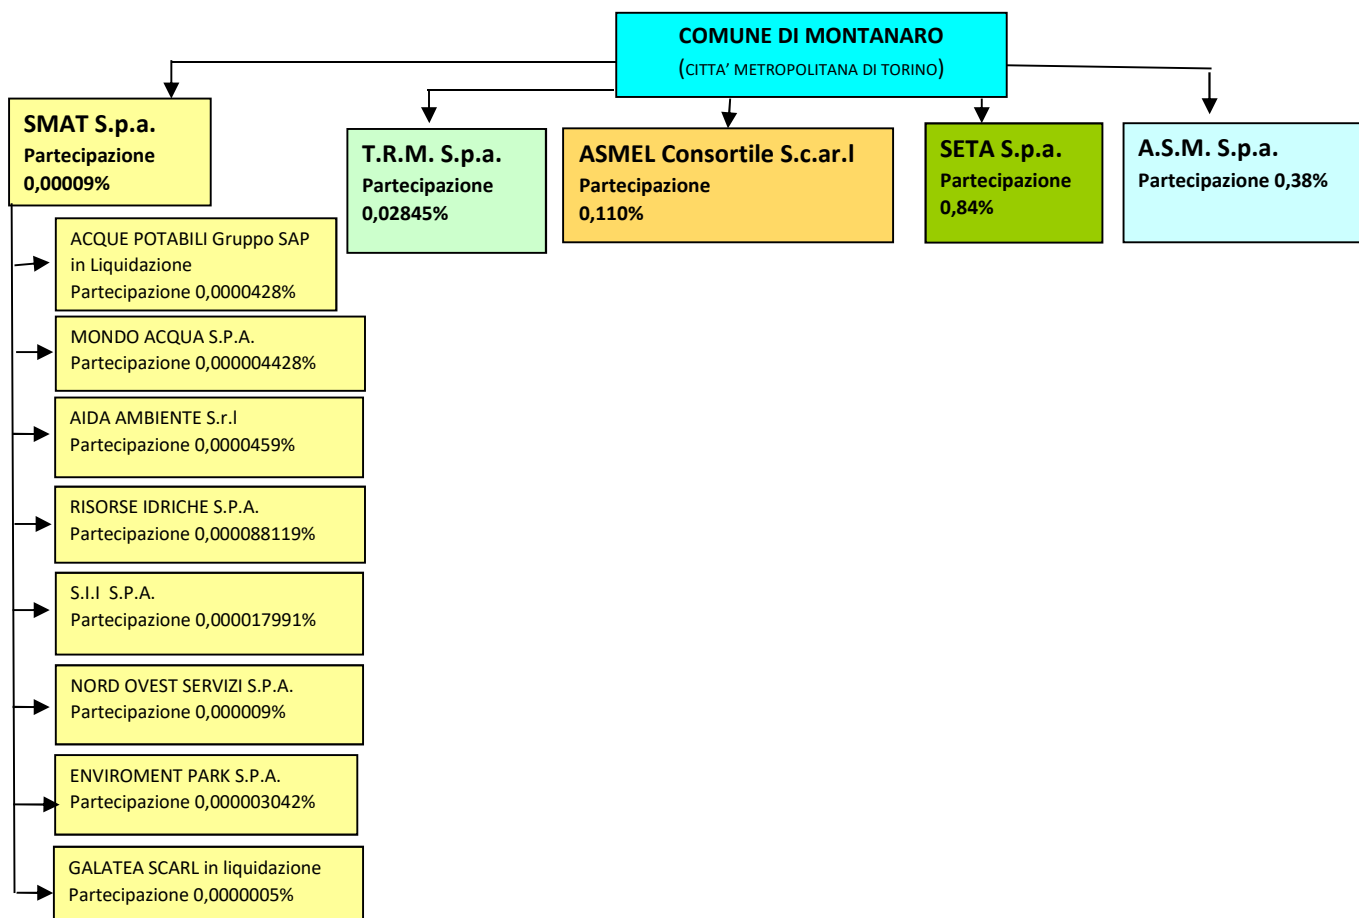 COMUNE DI MONTANARO
(CITTA' METROPOLITANA DI TORINO)
SMAT S.p.a.
Partecipazione
0,00009%
T.R.M. S.p.a.
Partecipazione
0,02845%
ASMEL Consortile S.c.ar.l
Partecipazione
0,110%
SETA S.p.a.
Partecipazione
0,84%
A.S.M. S.p.a.
Partecipazione 0,38%
ACQUE POTABILI Gruppo SAP
in Liquidazione
Partecipazione 0,0000428%
MONDO ACQUA S.P.A.
Partecipazione 0,000004428%
AIDA AMBIENTE S.r.l
Partecipazione 0,0000459%
RISORSE IDRICHE S.P.A.
Partecipazione 0,000088119%
S.I.I S.P.A.
Partecipazione 0,000017991%
NORD OVEST SERVIZI S.P.A.
Partecipazione 0,000009%
ENVIROMENT PARK S.P.A.
Partecipazione 0,000003042%
GALATEA SCARL in liquidazione
Partecipazione 0,0000005%